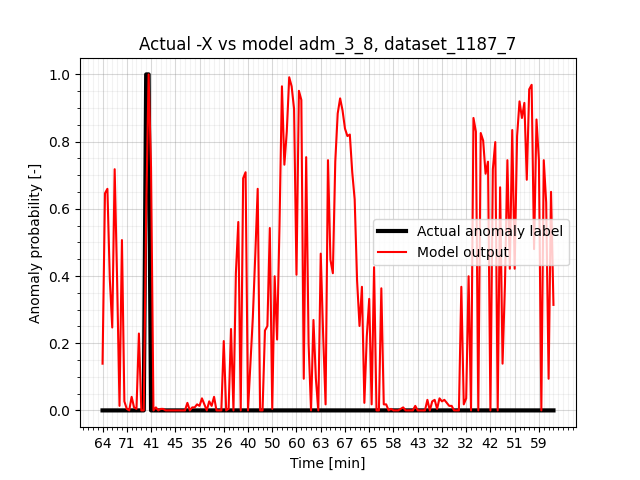 Actual -X vs model adm_3_8, dataset_1187_7
Anomaly probability [-]
1.0
0.8
0.6
0.4
0.2
0.0
Actual anomaly label
Model output
64 71 41 45 35 26 40 50 60 63 67 65 58 43 32 32 42 51 59
Time [min]